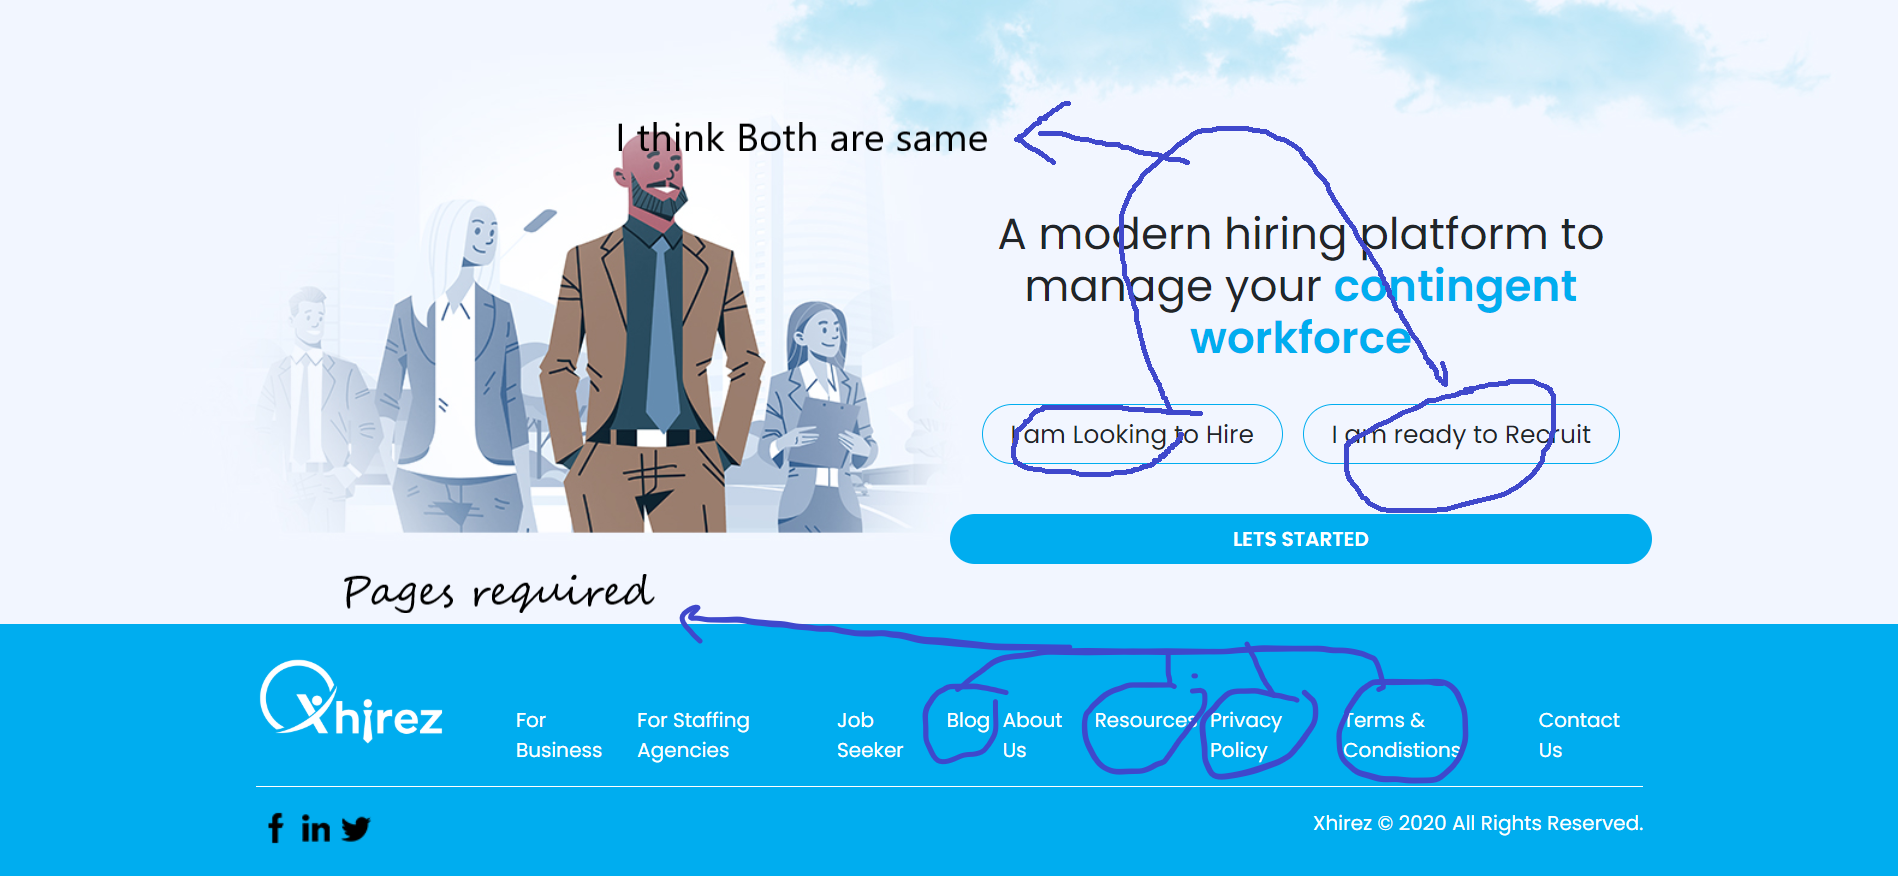 I think Both are same
A modern hiring platform to
manage your contingent
workforce
I am Looking to Hire
I am ready to Recruit
LETS STARTED
Pages required
Xhirez
For Business
For Staffing Agencies
Job Seeker
Blog
About Us
Resources
Privacy Policy
Terms & Condistions
Contact Us
Xhirez © 2020 All Rights Reserved.